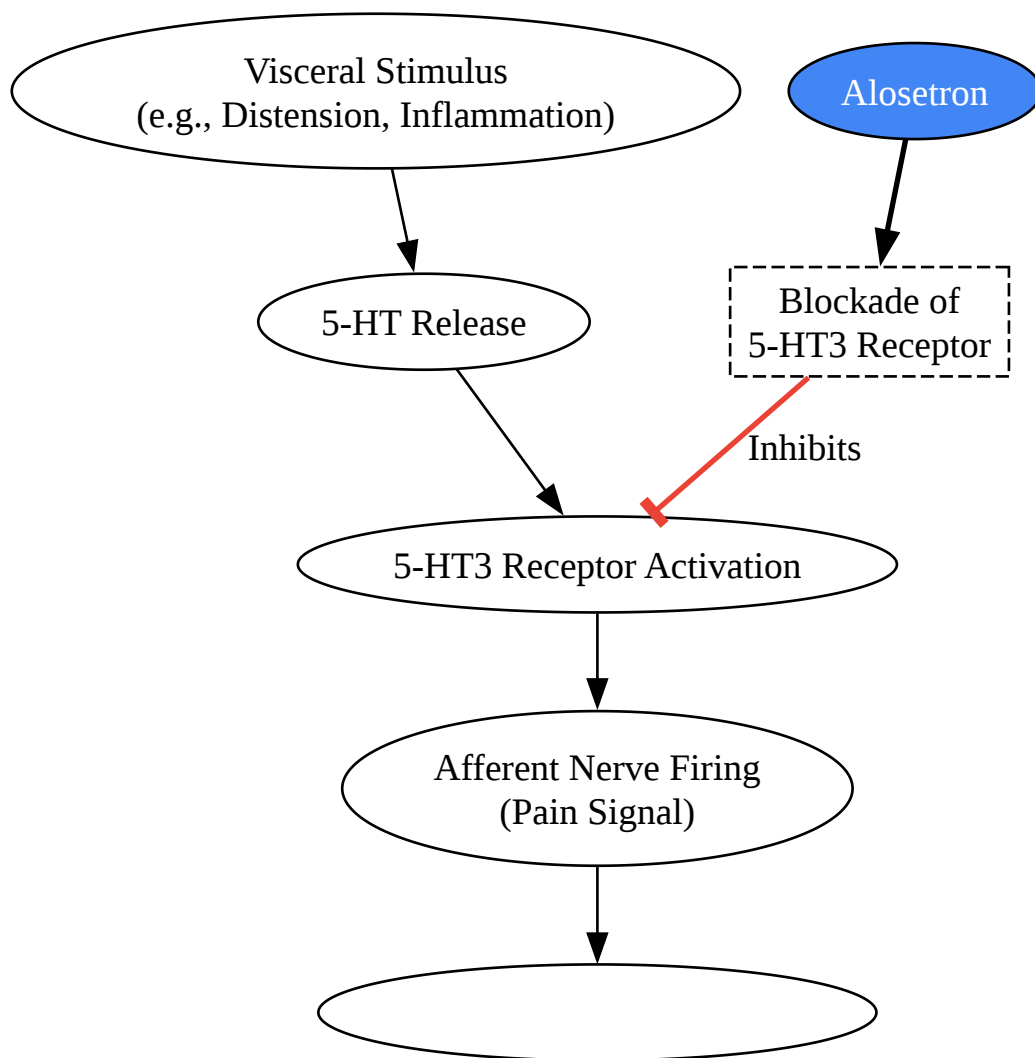 Visceral Stimulus
(e.g., Distension, Inflammation)
Alosetron
5-HT Release
Blockade of
5-HT3 Receptor
Inhibits
5-HT3 Receptor Activation
Afferent Nerve Firing
(Pain Signal)